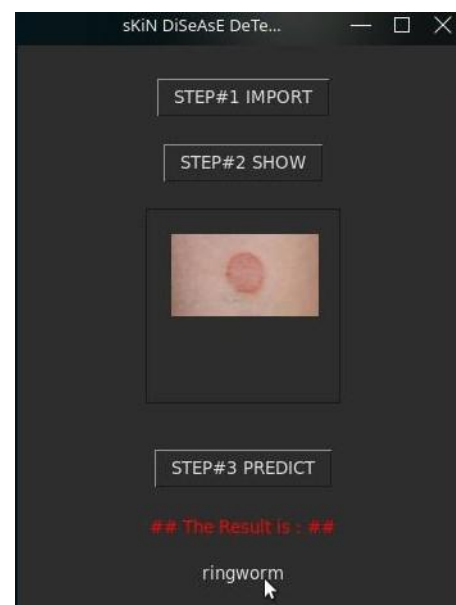 sKiN DiSeAsE DeTe...
STEP#1 IMPORT
STEP#2 SHOW
STEP#3 PREDICT
## The Result is : ##
ringworm